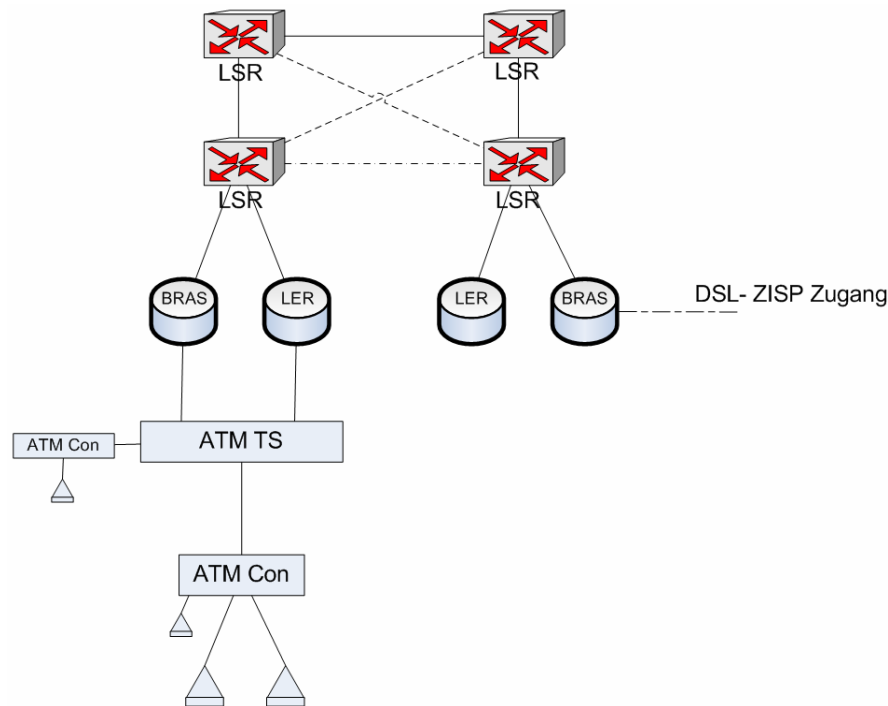 LSR
LSR
LSR
LSR
BRAS
LER
LER
BRAS
DSL- ZISP Zugang
ATM Con
ATM TS
ATM Con